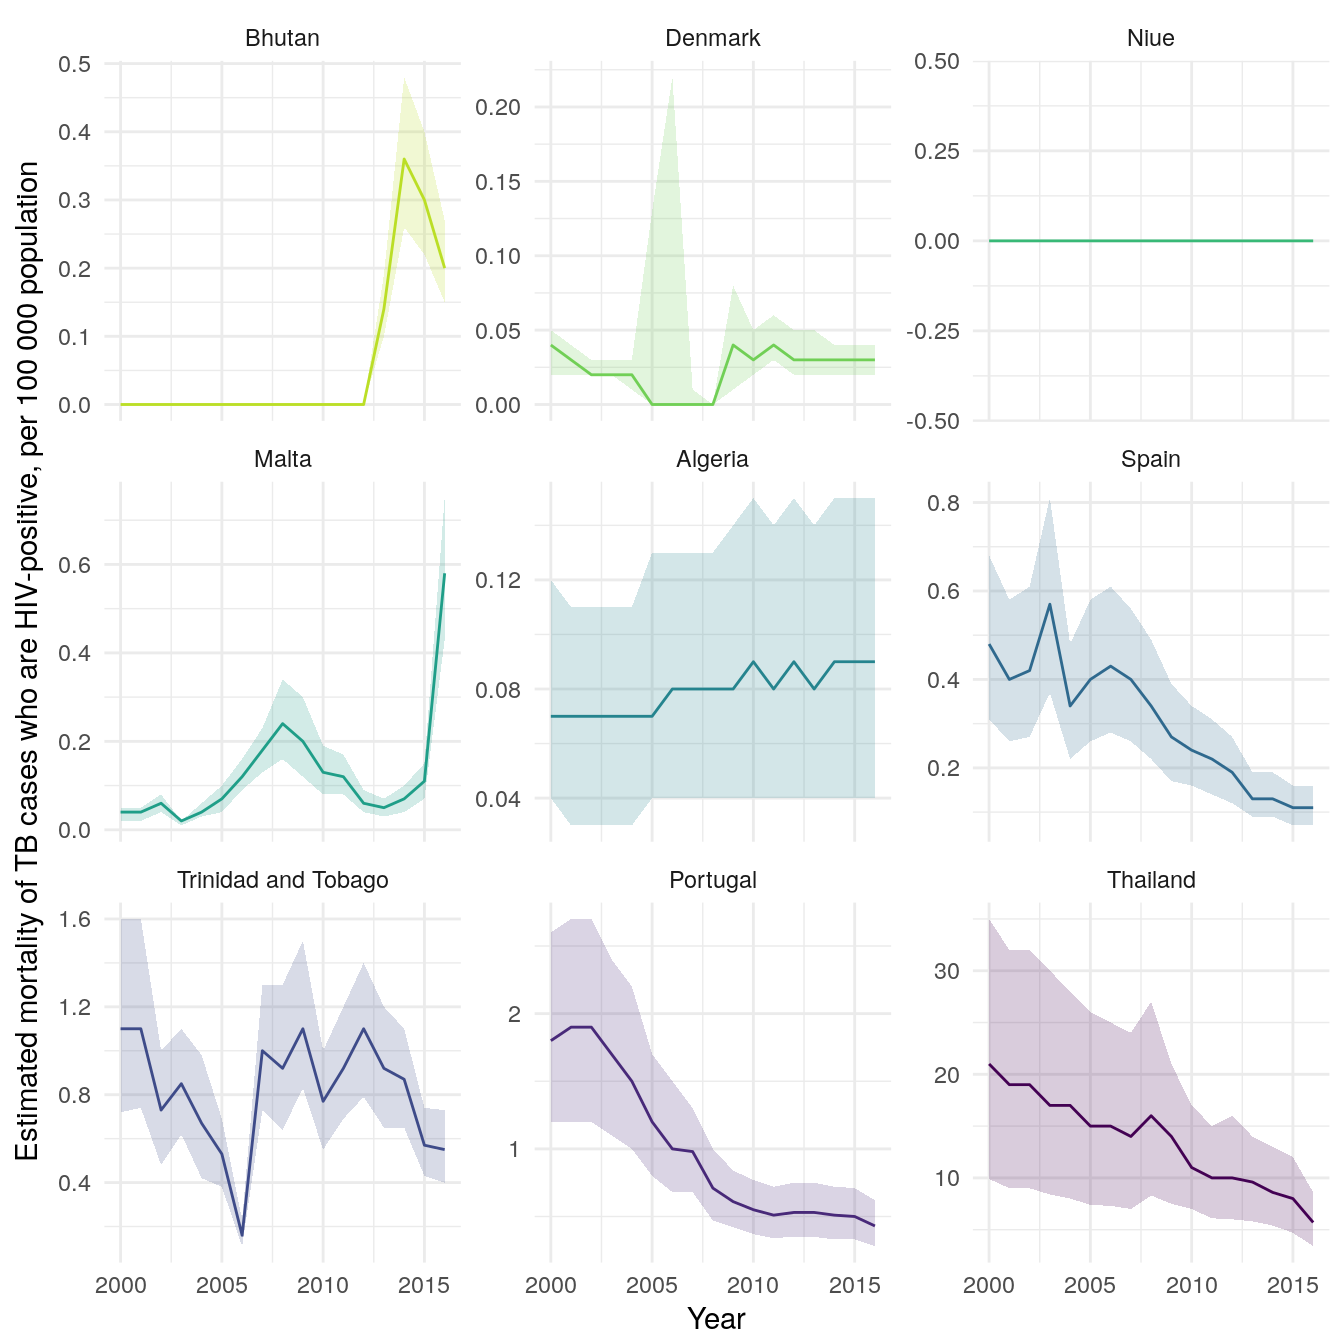 Estimated mortality of TB cases who are HIV-positive, per 100 000 population
Bhutan
0.5
0.4
0.3
0.2
0.1
0.0
Denmark
0.20
0.15
0.10
0.05
0.00
Niue
0.50
0.25
0.00
-0.25
-0.50
Malta
0.6
0.4
0.2
0.0
Algeria
0.12
0.08
0.04
Spain
0.8
0.6
0.4
0.2
Trinidad and Tobago
1.6
1.2
0.8
0.4
Portugal
2
1
Thailand
30
20
10
2000 2005 2010 2015
2000 2005 2010 2015
2000 2005 2010 2015
Year